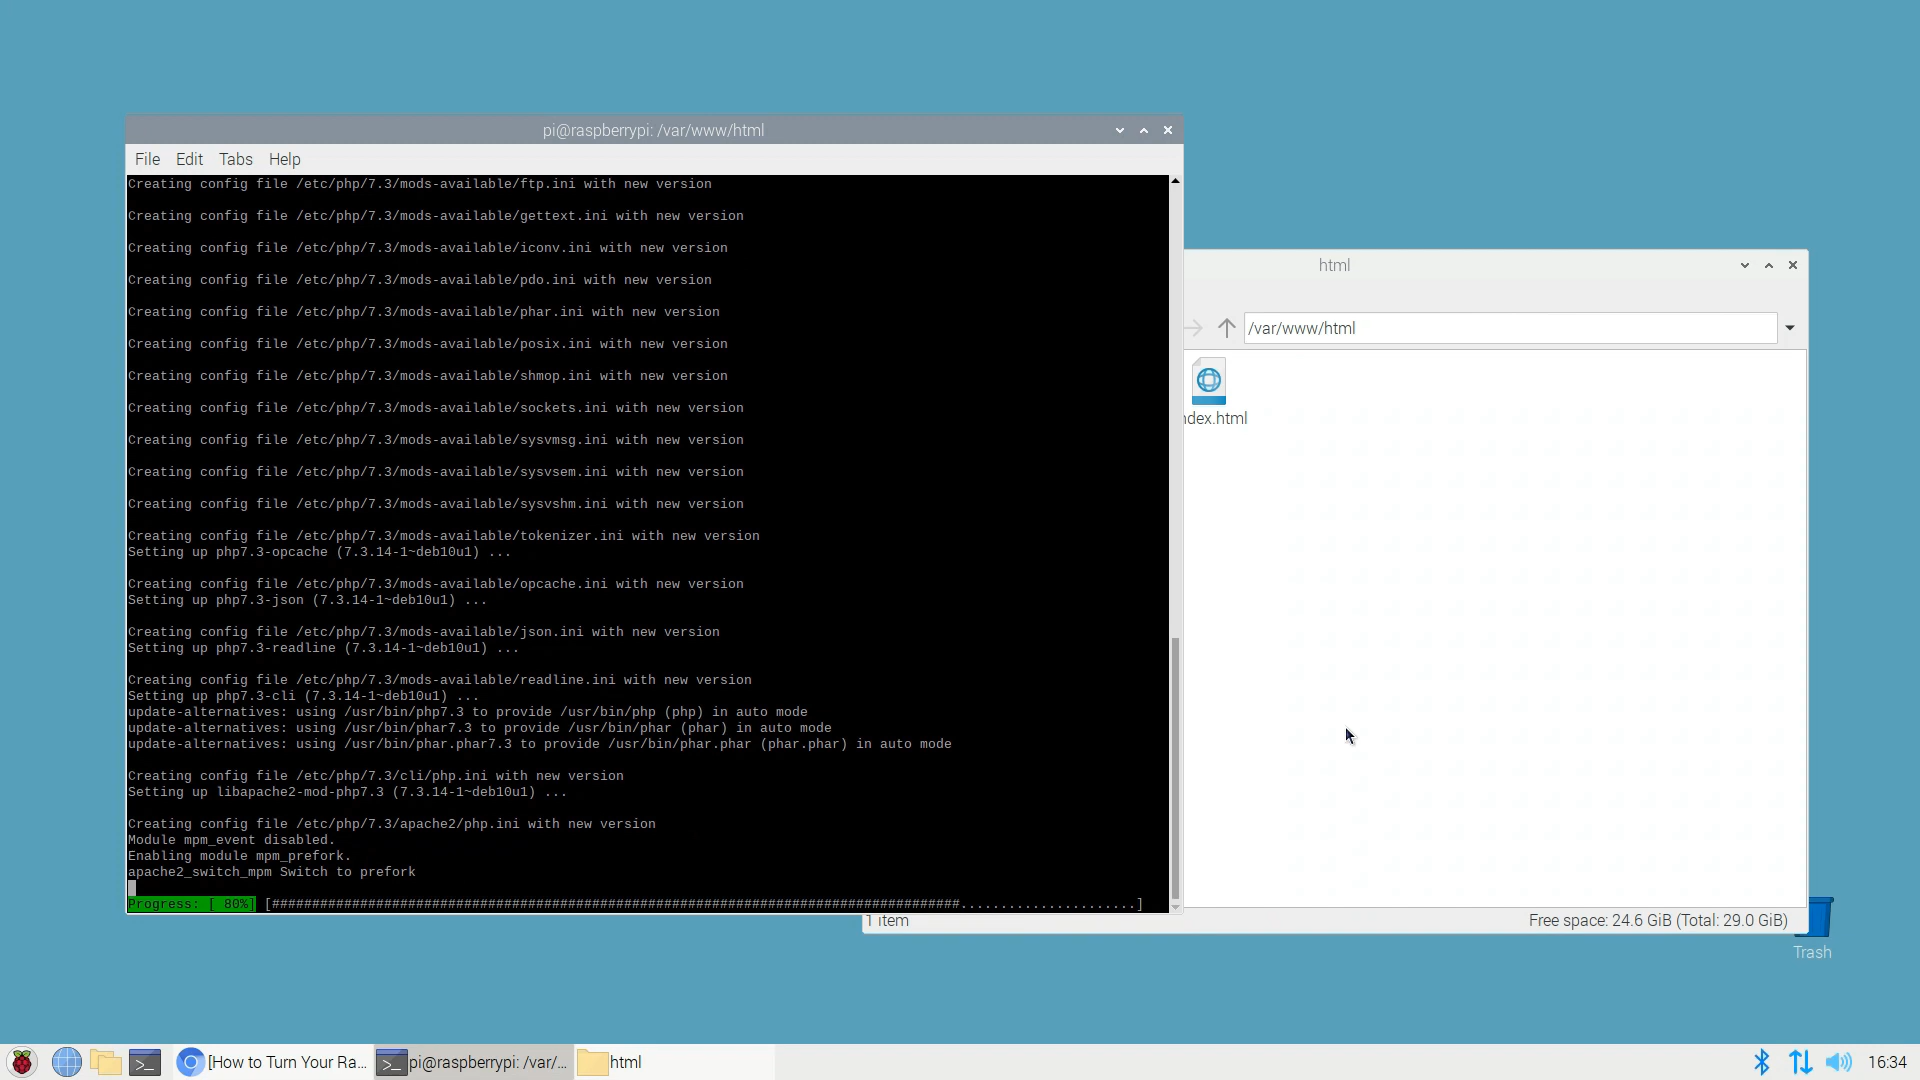 pi@raspberrypi: /var/www/html
File Edit Tabs Help
Creating config file /etc/php/7.3/mods-available/ftp.ini with new version
Creating config file /etc/php/7.3/mods-available/gettext.ini with new version
Creating config file /etc/php/7.3/mods-available/iconv.ini with new version
Creating config file /etc/php/7.3/mods-available/pdo.ini with new version
Creating config file /etc/php/7.3/mods-available/phar.ini with new version
Creating config file /etc/php/7.3/mods-available/posix.ini with new version
Creating config file /etc/php/7.3/mods-available/shmop.ini with new version
Creating config file /etc/php/7.3/mods-available/sockets.ini with new version
Creating config file /etc/php/7.3/mods-available/sysvmsg.ini with new version
Creating config file /etc/php/7.3/mods-available/sysvsem.ini with new version
Creating config file /etc/php/7.3/mods-available/sysvshm.ini with new version
Creating config file /etc/php/7.3/mods-available/tokenizer.ini with new version
Setting up php7.3-opcache (7.3.14-1~deb10u1) ...
Creating config file /etc/php/7.3/mods-available/opcache.ini with new version
Setting up php7.3-json (7.3.14-1~deb10u1) ...
Creating config file /etc/php/7.3/mods-available/json.ini with new version
Setting up php7.3-readline (7.3.14-1~deb10u1) ...
Creating config file /etc/php/7.3/mods-available/readline.ini with new version
Setting up php7.3-cli (7.3.14-1~deb10u1) ...
update-alternatives: using /usr/bin/php7.3 to provide /usr/bin/php (php) in auto mode
update-alternatives: using /usr/bin/phar7.3 to provide /usr/bin/phar (phar) in auto mode
update-alternatives: using /usr/bin/phar.phar7.3 to provide /usr/bin/phar.phar (phar.phar) in auto mode
Creating config file /etc/php/7.3/cli/php.ini with new version
Setting up libapache2-mod-php7.3 (7.3.14-1~deb10u1) ...
Creating config file /etc/php/7.3/apache2/php.ini with new version
Module mpm_event disabled.
Enabling module mpm_prefork.
apache2_switch_mpm Switch to prefork
Progress: [ 80%] [######################################################################################......................]
html
/var/www/html
ndex.html
1 item
Free space: 24.6 GiB (Total: 29.0 GiB)
Trash
[How to Turn Your Ra...
pi@raspberrypi: /var/...
html
16:34